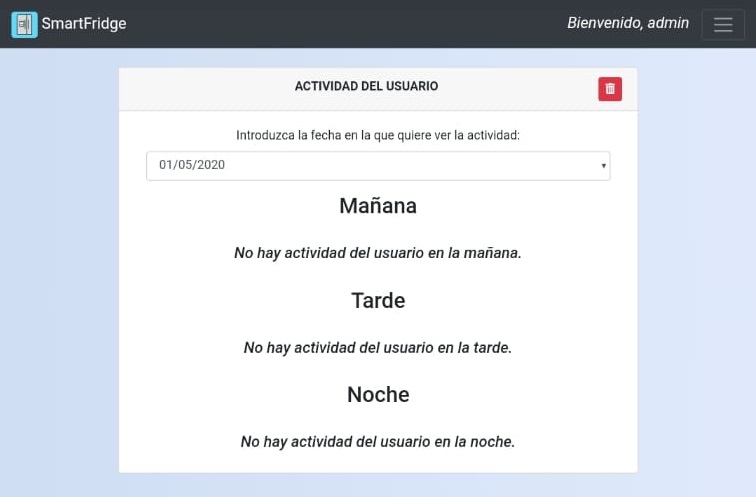 SmartFridge
Bienvenido, admin
ACTIVIDAD DEL USUARIO
Introduzca la fecha en la que quiere ver la actividad:
01/05/2020
Mañana
No hay actividad del usuario en la mañana.
Tarde
No hay actividad del usuario en la tarde.
Noche
No hay actividad del usuario en la noche.